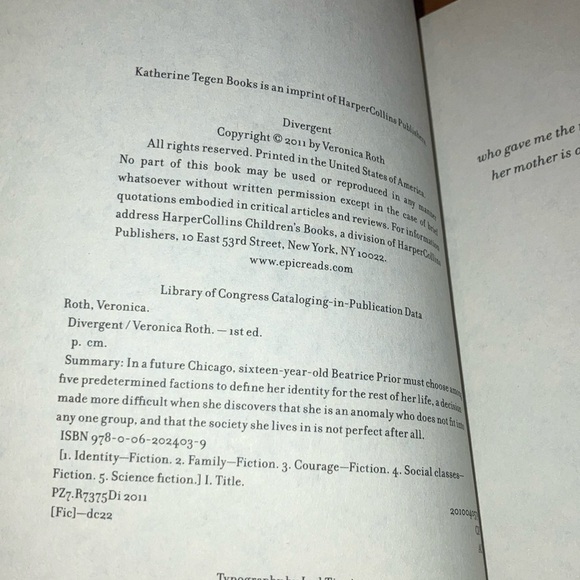 Katherine Tegen Books is an imprint of HarperCollins Publishers
Divergent
Copyright © 2011 by Veronica Roth
All rights reserved. Printed in the United States of America.
No part of this book may be used or reproduced in any manner
whatsoever without written permission except in the case of brief
quotations embodied in critical articles and reviews. For information
address HarperCollins Children's Books, a division of HarperCollins
Publishers, 10 East 53rd Street, New York, NY 10022.
www.epicreads.com
Library of Congress Cataloging-in-Publication Data
Roth, Veronica.
Divergent / Veronica Roth. — 1st ed.
p. cm.
Summary: In a future Chicago, sixteen-year-old Beatrice Prior must choose among
five predetermined factions to define her identity for the rest of her life, a decision
made more difficult when she discovers that she is an anomaly who does not fit into
any one group, and that the society she lives in is not perfect after all.
ISBN 978-0-06-202403-9
[1. Identity—Fiction. 2. Family—Fiction. 3. Courage—Fiction. 4. Social classes—
Fiction. 5. Science fiction.] I. Title.
PZ7.R7375Di 2011
[Fic]—dc22
who gave me the
her mother is